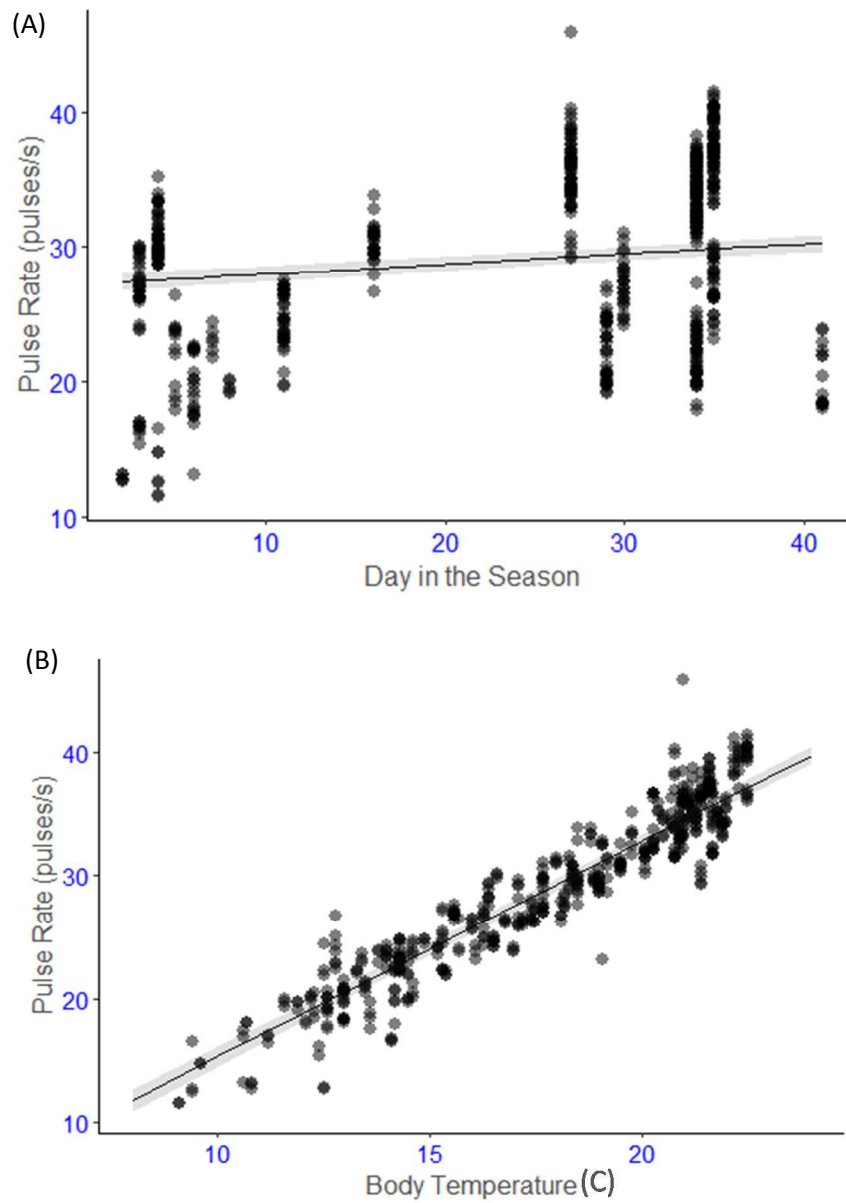 (A)
Pulse Rate (pulses/s)
40
30
20
10
10 20 30 40
Day in the Season
(B)
Pulse Rate (pulses/s)
40
30
20
10
10 15 20
Body Temperature (C)